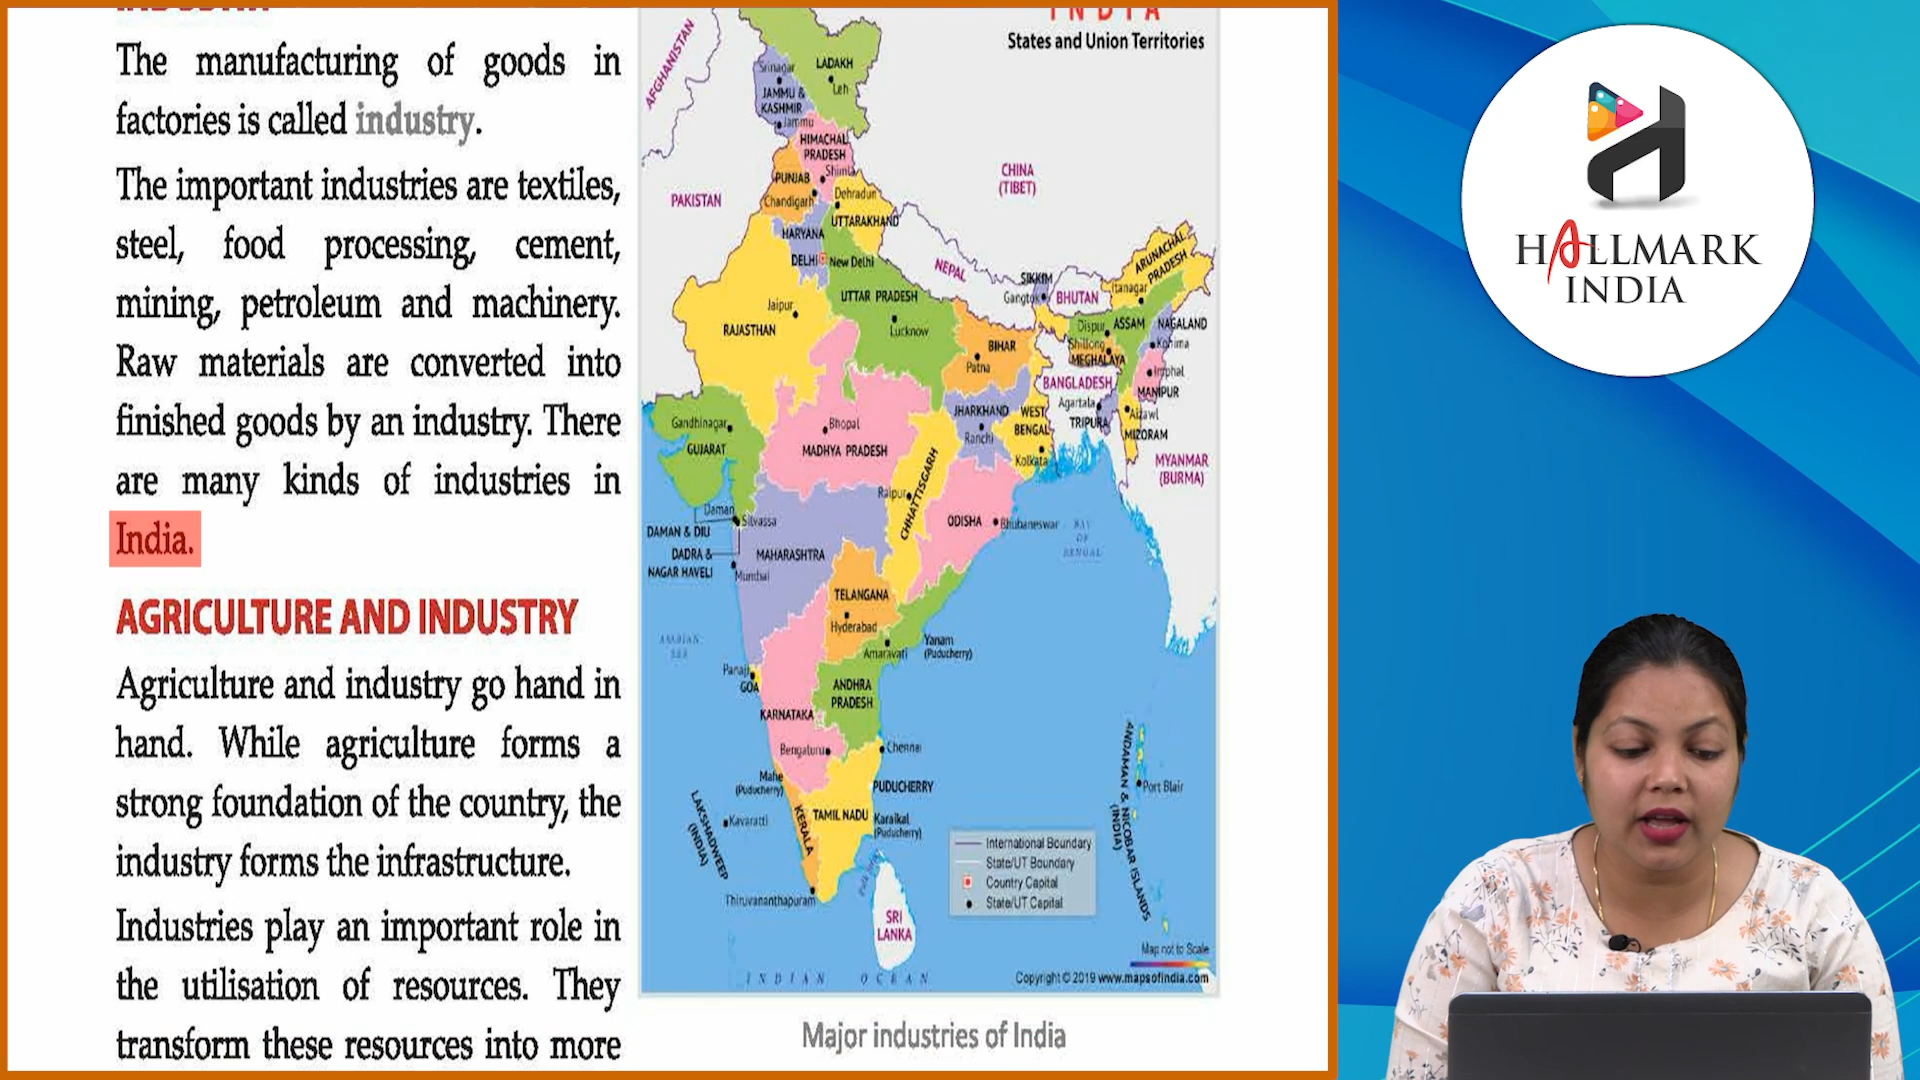 The manufacturing of goods in
factories is called industry.
The important industries are textiles,
steel, food processing, cement,
mining, petroleum and machinery.
Raw materials are converted into
finished goods by an industry. There
are many kinds of industries in
India.
AGRICULTURE AND INDUSTRY
Agriculture and industry go hand in
hand. While agriculture forms a
strong foundation of the country, the
industry forms the infrastructure.
Industries play an important role in
the utilisation of resources. They
transform these resources into more
INDIA
States and Union Territories
AFGHANISTAN
Srinagar
LADAKH
Leh
JAMMU &
KASHMIR
Jammu
HIMACHAL
PRADESH
Shimla
PUNJAB
Chandigarh
Dehradun
UTTARAKHAND
PAKISTAN
CHINA
(TIBET)
HARYANA
DELHI
New Delhi
NEPAL
SIKKIM
Gangtok
BHUTAN
ARUNACHAL
PRADESH
Itanagar
UTTAR PRADESH
Lucknow
Jaipur
RAJASTHAN
BIHAR
Patna
Dispur
ASSAM
NAGALAND
Kohima
Shillong
MEGHALAYA
Imphal
MANIPUR
BANGLADESH
Agartala
TRIPURA
Aizawl
MIZORAM
MYANMAR
(BURMA)
Gandhinagar
GUJARAT
Bhopal
MADHYA PRADESH
JHARKHAND
Ranchi
WEST
BENGAL
Kolkata
CHHATTISGARH
Raipur
ODISHA
Bhubaneswar
BAY
OF
BENGAL
Daman
Silvassa
DAMAN & DIU
DADRA &
NAGAR HAVELI
MAHARASHTRA
Mumbai
TELANGANA
Hyderabad
Amaravati
Yanam
(Puducherry)
ARABIAN
SEA
Panaji
GOA
ANDHRA
PRADESH
KARNATAKA
Bengaluru
Chennai
Mahe
(Puducherry)
PUDUCHERRY
LAKSHADWEEP
(INDIA)
Kavaratti
KERALA
TAMIL NADU
Karaikal
(Puducherry)
Thiruvananthapuram
SRI
LANKA
ANDAMAN & NICOBAR ISLANDS
(INDIA)
Port Blair
International Boundary
State/UT Boundary
Country Capital
State/UT Capital
Map not to Scale
INDIAN OCEAN
Copyright © 2019 www.mapsofindia.com
Major industries of India
HALLMARK
INDIA